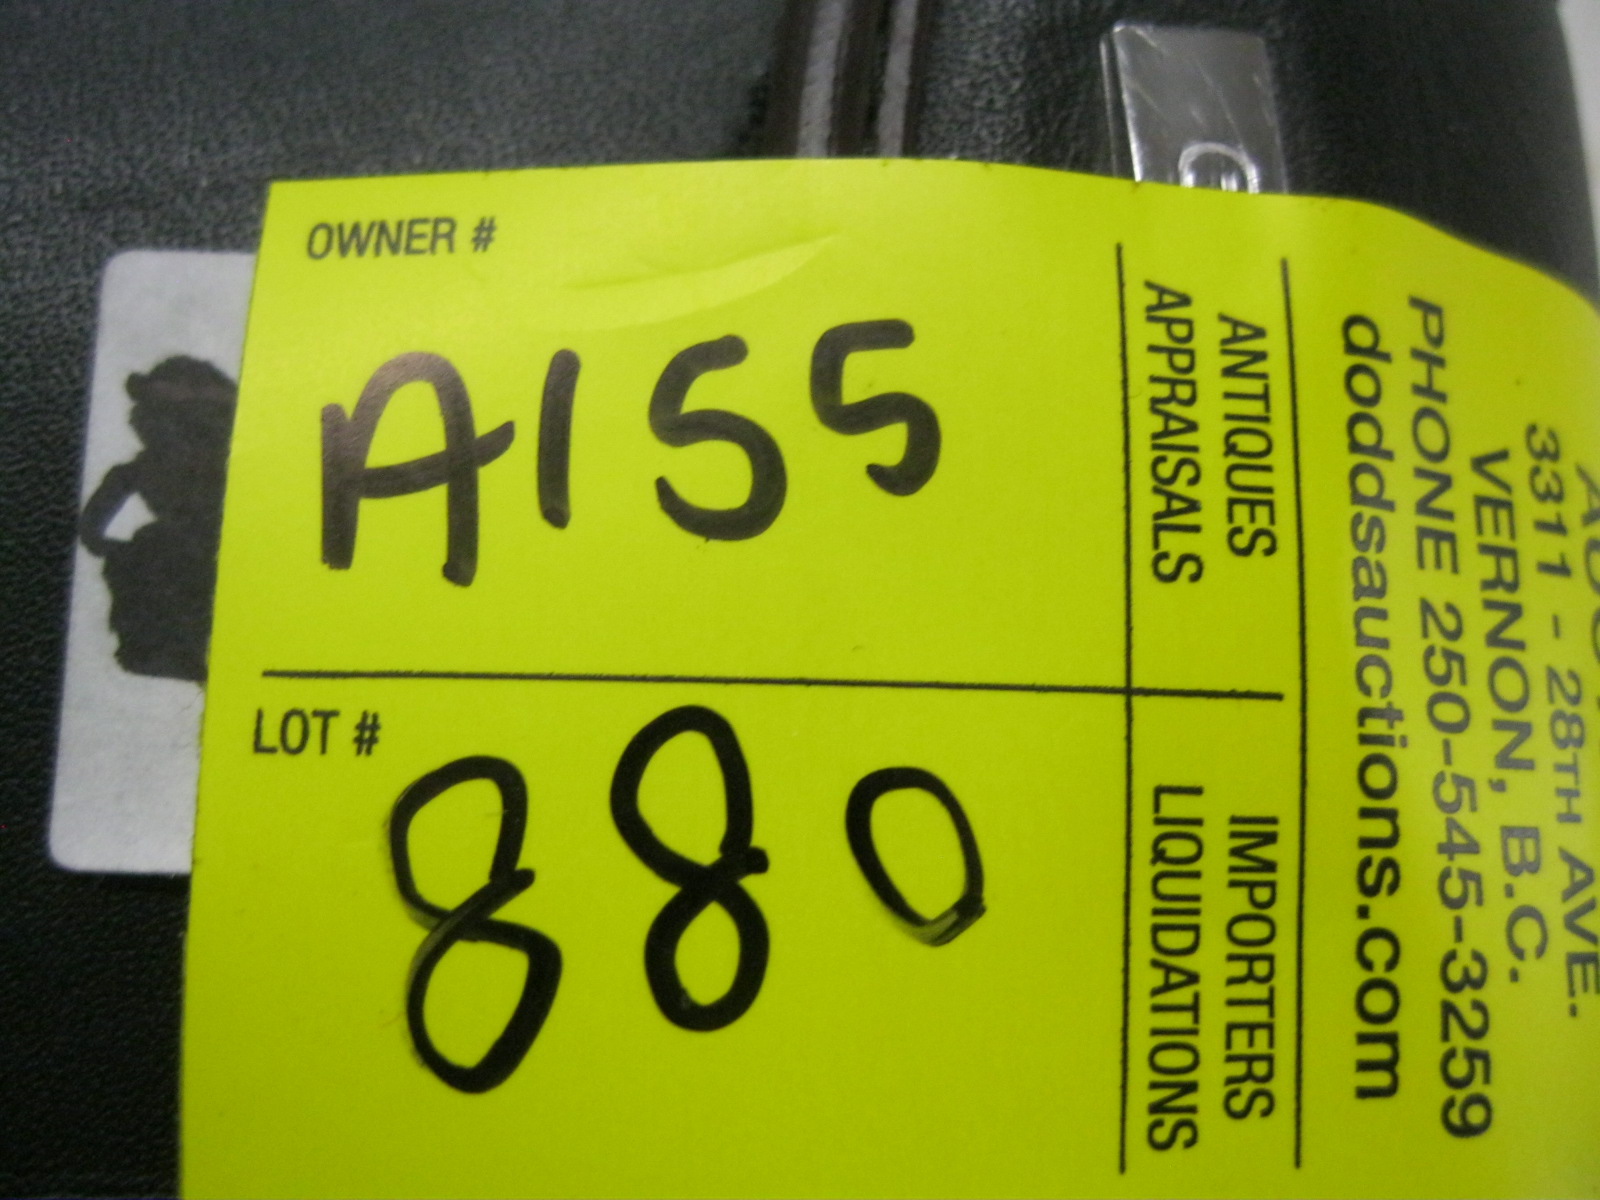 OWNER #
A155
LOT #
880
ANTIQUES
APPRAISALS
IMPORTERS
LIQUIDATIONS
3311 - 28TH AVE.
VERNON, B.C.
PHONE 250-545-3259
doddsauctions.com